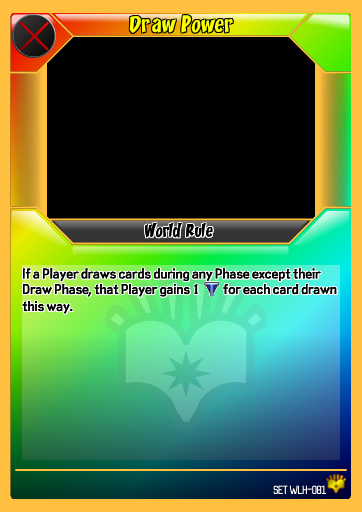 Draw Power
World Rule
If a Player draws cards during any Phase except their
Draw Phase, that Player gains 1 for each card drawn
this way.
SET WLH-081